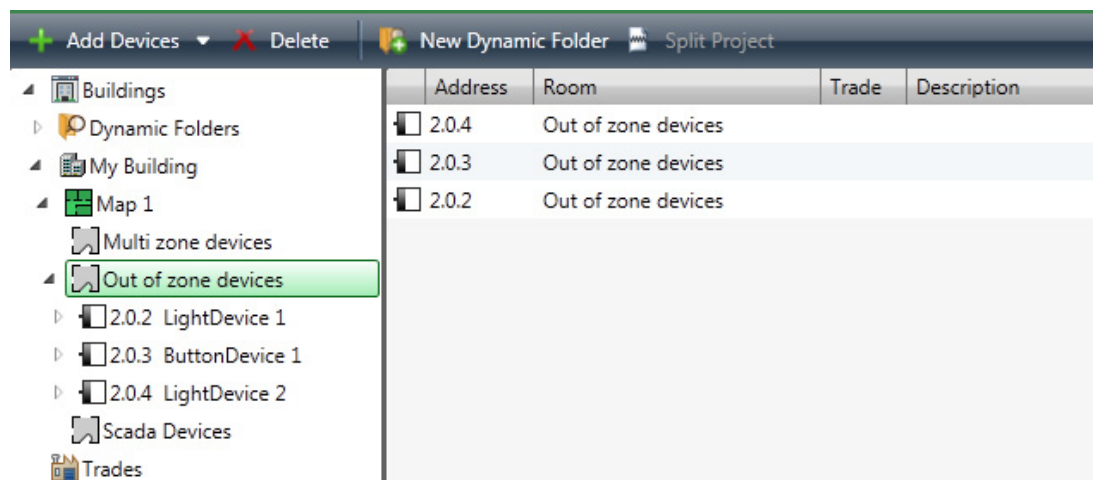 Add Devices Delete New Dynamic Folder Split Project
Buildings
Dynamic Folders
My Building
Map 1
Multi zone devices
Out of zone devices
2.0.2 LightDevice 1
2.0.3 ButtonDevice 1
2.0.4 LightDevice 2
Scada Devices
Trades
Address Room Trade Description
2.0.4 Out of zone devices
2.0.3 Out of zone devices
2.0.2 Out of zone devices